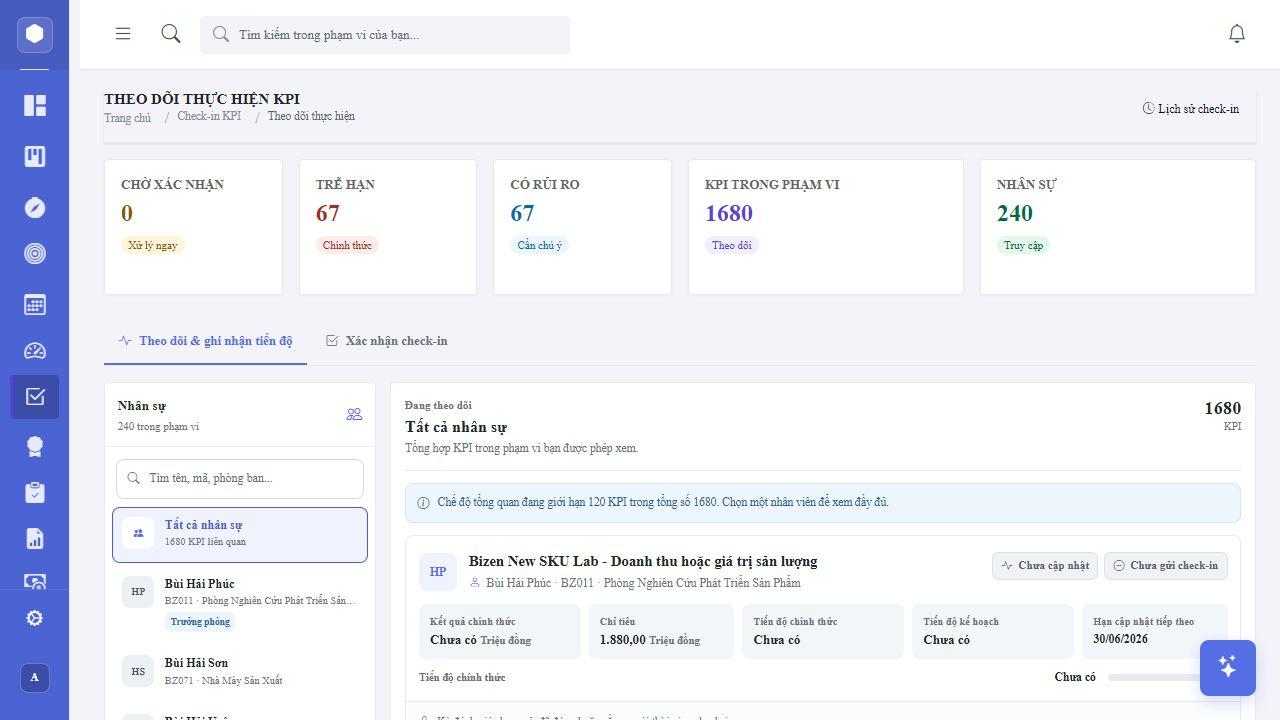 Tìm kiếm trong phạm vi của bạn...
THEO DÕI THỰC HIỆN KPI
Trang chủ / Check-in KPI / Theo dõi thực hiện
Lịch sử check-in
CHỜ XÁC NHẬN
0
Xử lý ngay
TRỄ HẠN
67
Chính thức
CÓ RỦI RO
67
Cần chú ý
KPI TRONG PHẠM VI
1680
Theo dõi
NHÂN SỰ
240
Truy cập
Theo dõi & ghi nhận tiến độ
Xác nhận check-in
Nhân sự
240 trong phạm vi
Tìm tên, mã, phòng ban...
Tất cả nhân sự
1680 KPI liên quan
HP
Bùi Hải Phúc
BZ011 · Phòng Nghiên Cứu Phát Triển Sản...
Trưởng phòng
HS
Bùi Hải Sơn
BZ071 · Nhà Máy Sản Xuất
A
Đang theo dõi
Tất cả nhân sự
Tổng hợp KPI trong phạm vi bạn được phép xem.
1680
KPI
Chế độ tổng quan đang giới hạn 120 KPI trong tổng số 1680. Chọn một nhân viên để xem đầy đủ.
HP
Bizen New SKU Lab - Doanh thu hoặc giá trị sản lượng
Bùi Hải Phúc · BZ011 · Phòng Nghiên Cứu Phát Triển Sản Phẩm
Chưa cập nhật
Chưa gửi check-in
Kết quả chính thức
Chưa có Triệu đồng
Chỉ tiêu
1.880,00 Triệu đồng
Tiến độ chính thức
Chưa có
Tiến độ kế hoạch
Chưa có
Hạn cập nhật tiếp theo
30/06/2026
Tiến độ chính thức
Chưa có